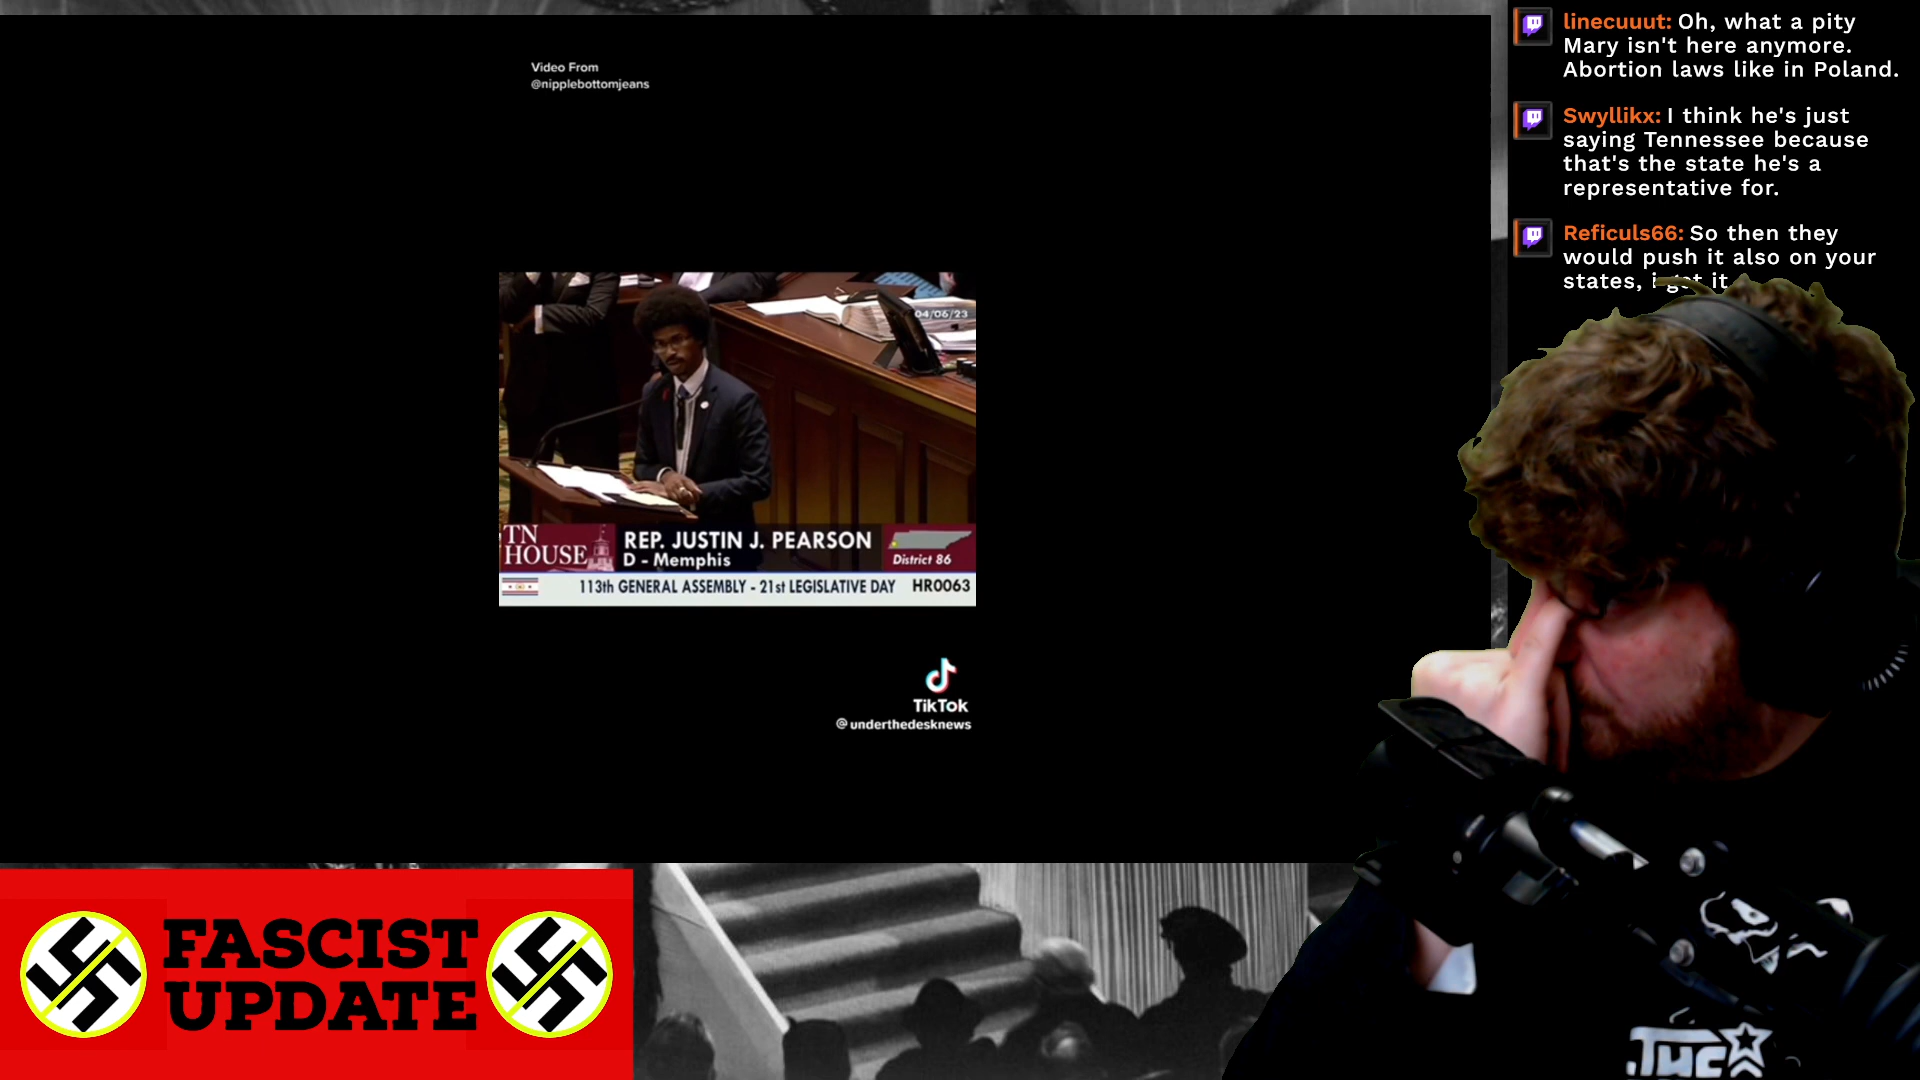 Video From
@nipplebottomjeans
04/06/23
TN
HOUSE
REP. JUSTIN J. PEARSON
D - Memphis
District 86
113th GENERAL ASSEMBLY - 21st LEGISLATIVE DAY HR0063
TikTok
@underthedesknews
linecuuut: Oh, what a pity
Mary isn't here anymore.
Abortion laws like in Poland.
Swyllikx: I think he's just
saying Tennessee because
that's the state he's a
representative for.
Reficuls66: So then they
would push it also on your
states, i get it
FASCIST
UPDATE